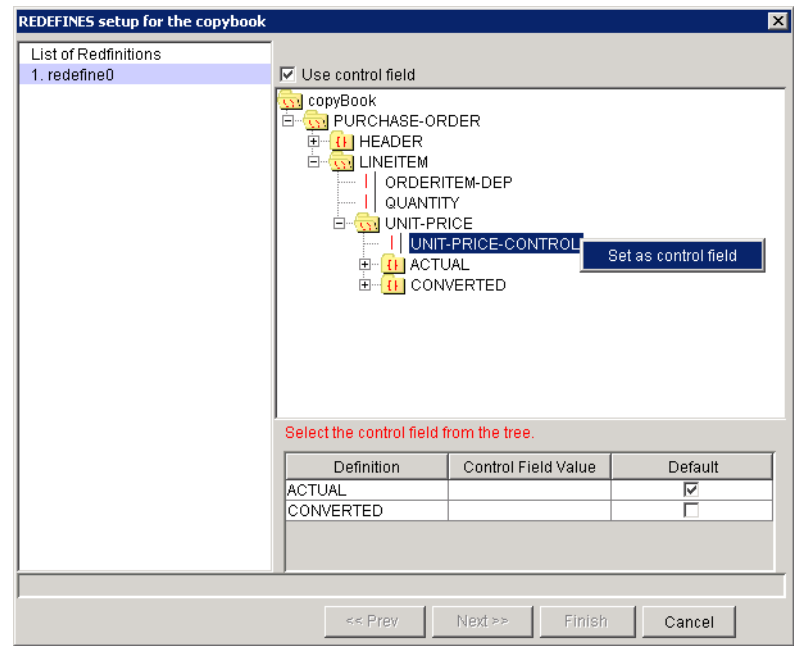 REDEFINES setup for the copybook
List of Redfinitions
1. redefine0
Use control field
copyBook
PURCHASE-ORDER
HEADER
LINEITEM
ORDERITEM-DEP
QUANTITY
UNIT-PRICE
UNIT-PRICE-CONTROL
Set as control field
ACTUAL
CONVERTED
Select the control field from the tree.
Definition Control Field Value Default
ACTUAL
CONVERTED
<< Prev Next >> Finish Cancel